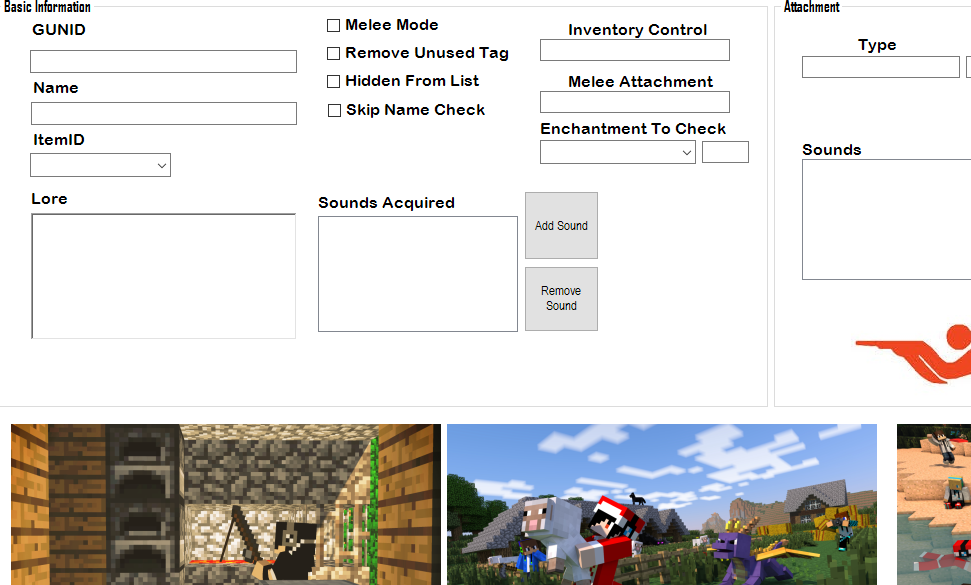 Basic Information
GUNID
Name
ItemID
Lore
Melee Mode
Remove Unused Tag
Hidden From List
Skip Name Check
Sounds Acquired
Inventory Control
Melee Attachment
Enchantment To Check
Add Sound
Remove
Sound
Attachment
Type
Sounds